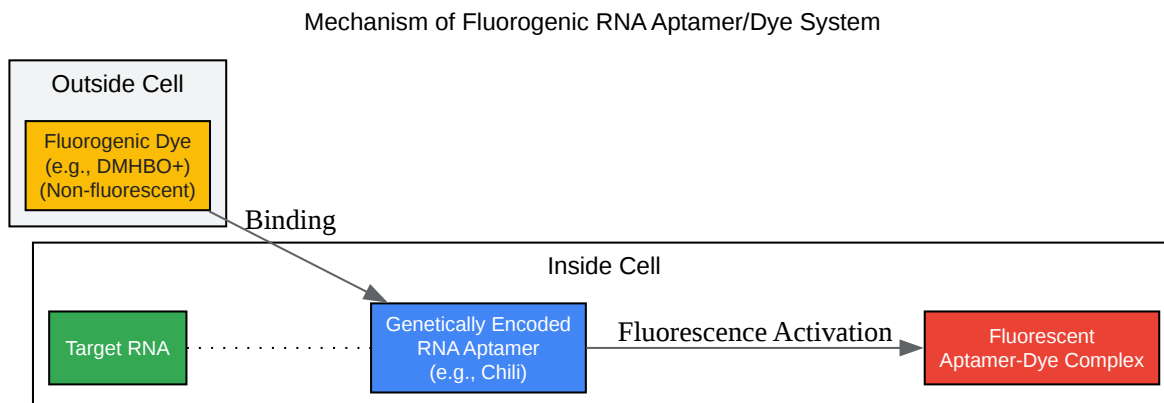 Mechanism of Fluorogenic RNA Aptamer/Dye System
Outside Cell
Fluorogenic Dye
(e.g., DMHBO+)
(Non-fluorescent)
Binding
Inside Cell
Target RNA
Genetically Encoded
RNA Aptamer
(e.g., Chili)
Fluorescence Activation
Fluorescent
Aptamer-Dye Complex